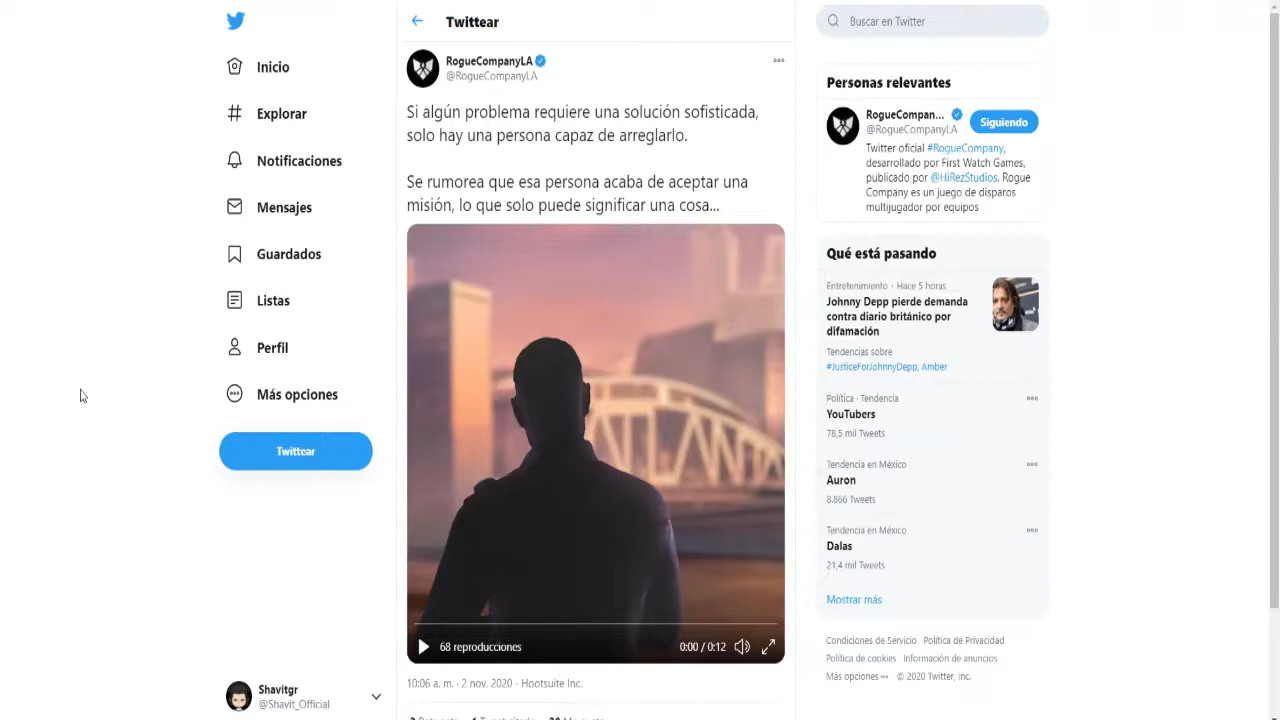 Inicio
Explorar
Notificaciones
Mensajes
Guardados
Listas
Perfil
Más opciones
Twittear
Shavitgr
@Shavit_Official
Twittear
RogueCompanyLA
@RogueCompanyLA
Si algún problema requiere una solución sofisticada,
solo hay una persona capaz de arreglarlo.
Se rumorea que esa persona acaba de aceptar una
misión, lo que solo puede significar una cosa...
68 reproducciones
0:00 / 0:12
10:06 a. m. · 2 nov. 2020 · Hootsuite Inc.
Buscar en Twitter
Personas relevantes
RogueCompan...
@RogueCompanyLA
Siguiendo
Twitter oficial #RogueCompany,
desarrollado por First Watch Games,
publicado por @HiRezStudios. Rogue
Company es un juego de disparos
multijugador por equipos
Qué está pasando
Entretenimiento · Hace 5 horas
Johnny Depp pierde demanda
contra diario británico por
difamación
Tendencias sobre
#JusticeForJohnnyDepp, Amber
Política · Tendencia
YouTubers
78,5 mil Tweets
Tendencia en México
Auron
8.866 Tweets
Tendencia en México
Dalas
21,4 mil Tweets
Mostrar más
Condiciones de Servicio Política de Privacidad
Política de cookies Información de anuncios
Más opciones ••• © 2020 Twitter, Inc.